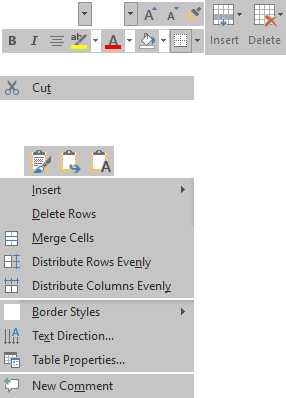 A A
Insert Delete
B I ab A
Cut
A
Insert
Delete Rows
Merge Cells
Distribute Rows Evenly
Distribute Columns Evenly
Border Styles
Text Direction...
Table Properties...
New Comment